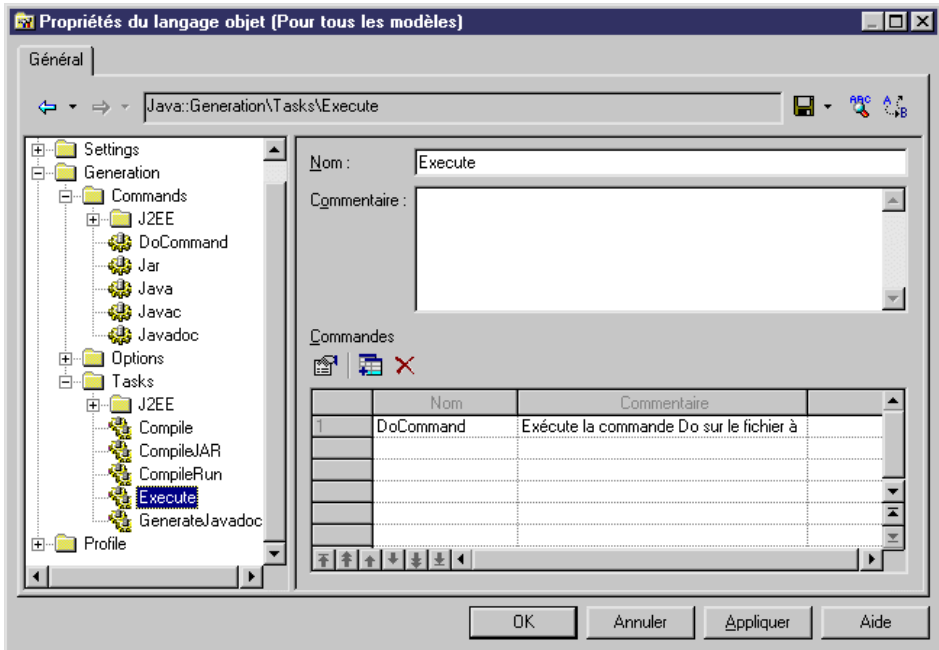 Propriétés du langage objet (Pour tous les modèles)
Général
Java::Generation\Tasks\Execute
Settings
Generation
Commands
J2EE
DoCommand
Jar
Java
Javac
Javadoc
Options
Tasks
J2EE
Compile
CompileJAR
CompileRun
Execute
GenerateJavadoc
Profile
Nom :
Execute
Commentaire :
Commandes
Nom Commentaire
1 DoCommand Exécute la commande Do sur le fichier à
OK Annuler Appliquer Aide